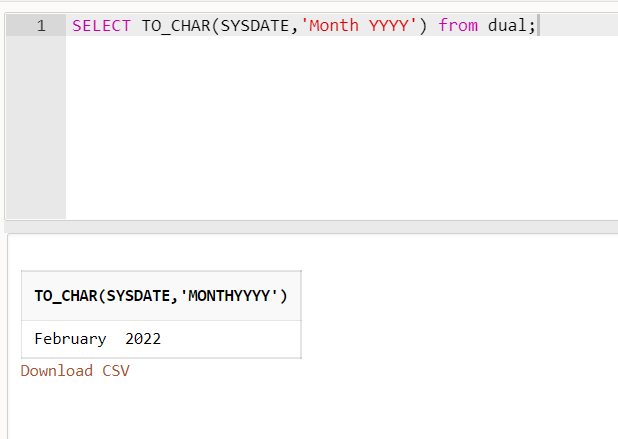 1 SELECT TO_CHAR(SYSDATE,'Month YYYY') from dual;
TO_CHAR(SYSDATE,'MONTHYYYY')
February  2022
Download CSV